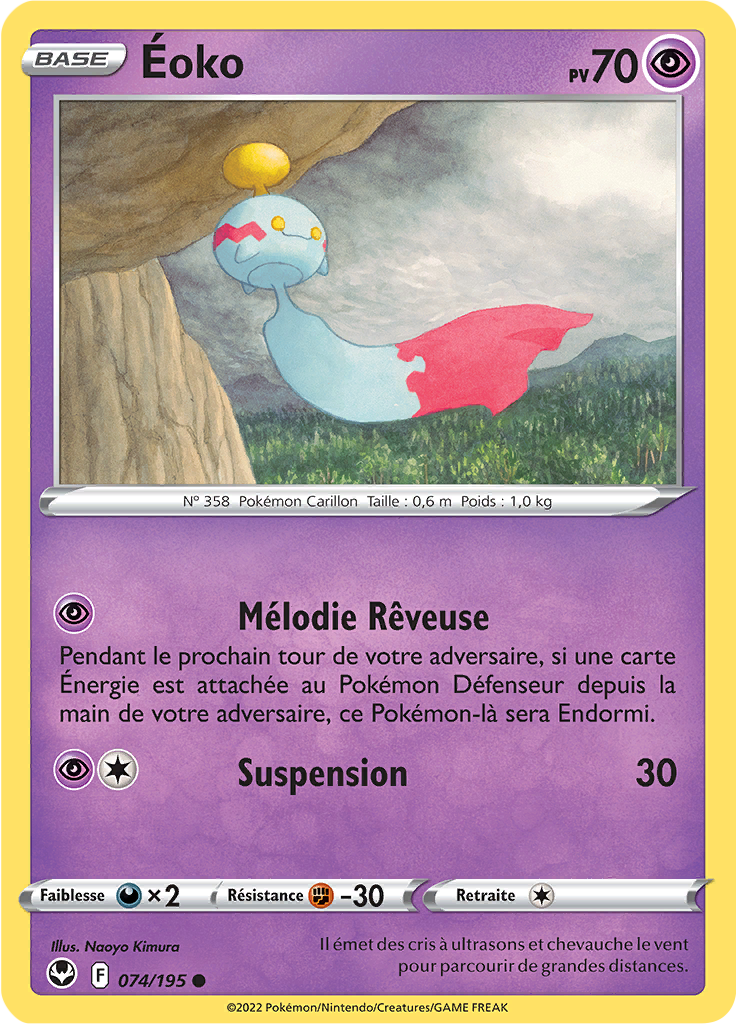 BASE Éoko PV70
Nº 358 Pokémon Carillon Taille : 0,6 m Poids : 1,0 kg
Mélodie Rêveuse
Pendant le prochain tour de votre adversaire, si une carte
Énergie est attachée au Pokémon Défenseur depuis la
main de votre adversaire, ce Pokémon-là sera Endormi.
Suspension 30
Faiblesse ×2 Résistance -30 Retraite
Illus. Naoyo Kimura
Il émet des cris à ultrasons et chevauche le vent
pour parcourir de grandes distances.
F 074/195
©2022 Pokémon/Nintendo/Creatures/GAME FREAK